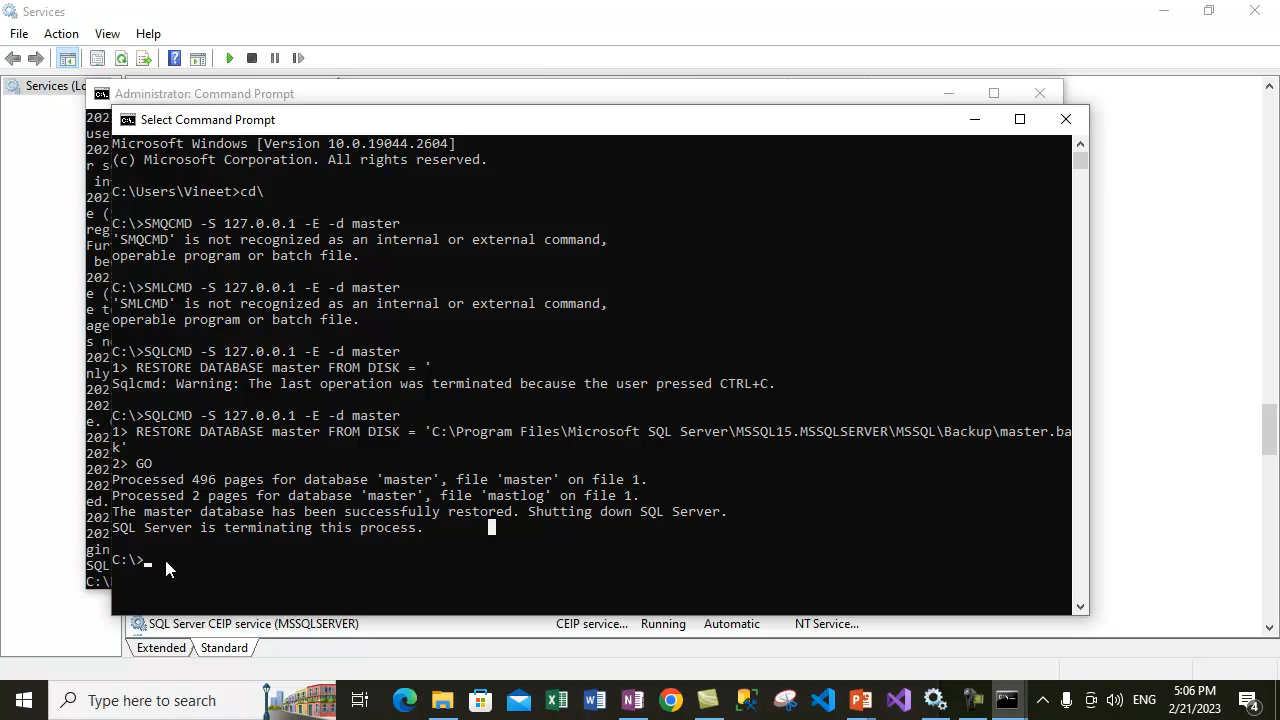 Services
File Action View Help
Services (Lo
Administrator: Command Prompt
Select Command Prompt
Microsoft Windows [Version 10.0.19044.2604]
(c) Microsoft Corporation. All rights reserved.
C:\Users\Vineet>cd\
C:\>SMQCMD -S 127.0.0.1 -E -d master
'SMQCMD' is not recognized as an internal or external command,
operable program or batch file.
C:\>SMLCMD -S 127.0.0.1 -E -d master
'SMLCMD' is not recognized as an internal or external command,
operable program or batch file.
C:\>SQLCMD -S 127.0.0.1 -E -d master
1> RESTORE DATABASE master FROM DISK = '
Sqlcmd: Warning: The last operation was terminated because the user pressed CTRL+C.
C:\>SQLCMD -S 127.0.0.1 -E -d master
1> RESTORE DATABASE master FROM DISK = 'C:\Program Files\Microsoft SQL Server\MSSQL15.MSSQLSERVER\MSSQL\Backup\master.ba
k'
2> GO
Processed 496 pages for database 'master', file 'master' on file 1.
Processed 2 pages for database 'master', file 'mastlog' on file 1.
The master database has been successfully restored. Shutting down SQL Server.
SQL Server is terminating this process.
C:\>
SQL Server CEIP service (MSSQLSERVER) CEIP service... Running Automatic NT Service...
Extended Standard
Type here to search
ENG
5:06 PM
2/21/2023
4